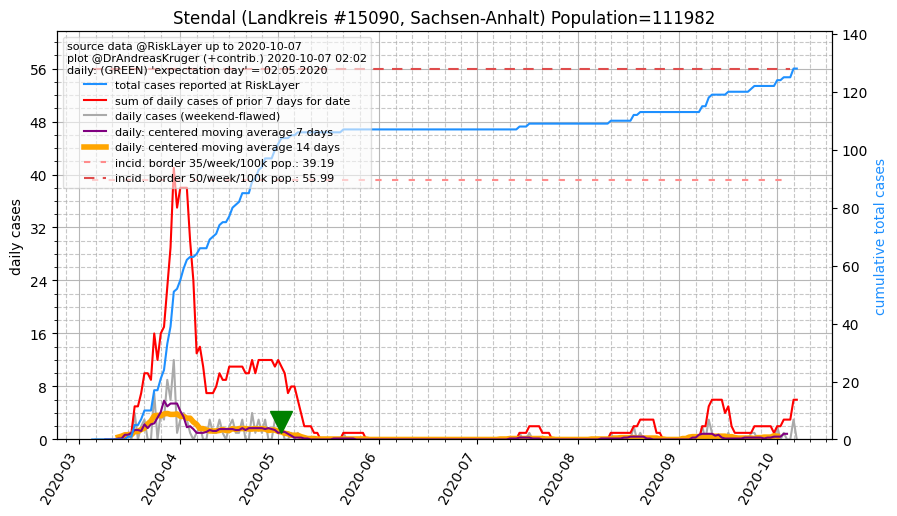 Stendal (Landkreis #15090, Sachsen-Anhalt) Population=111982
source data @RiskLayer up to 2020-10-07
plot @DrAndreasKruger (+contrib.) 2020-10-07 02:02
daily: (GREEN) 'expectation day' = 02.05.2020
total cases reported at RiskLayer
sum of daily cases of prior 7 days for date
daily cases (weekend-flawed)
daily: centered moving average 7 days
daily: centered moving average 14 days
incid. border 35/week/100k pop.: 39.19
incid. border 50/week/100k pop.: 55.99
daily cases
56
48
40
32
24
16
8
0
cumulative total cases
140
120
100
80
60
40
20
0
2020-03
2020-04
2020-05
2020-06
2020-07
2020-08
2020-09
2020-10